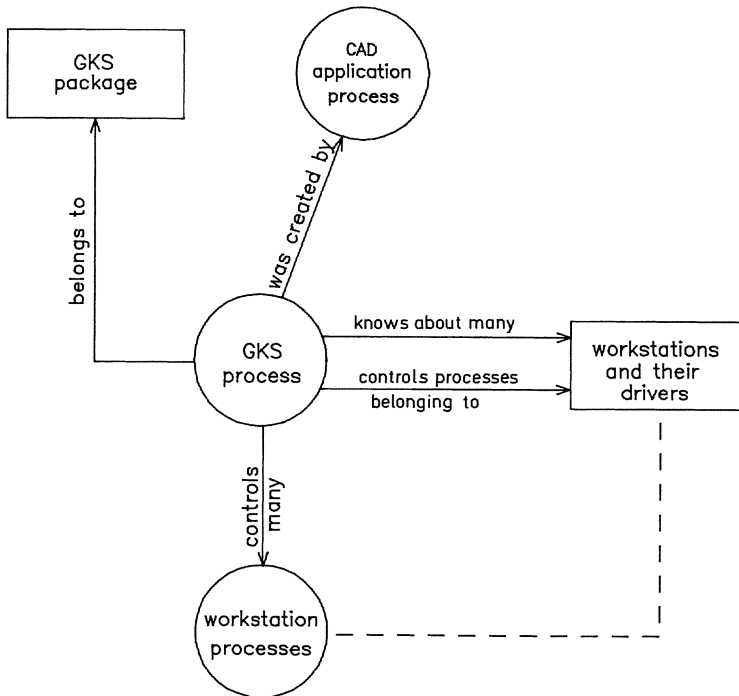 GKS
package
CAD
application
process
was created by
belongs to
knows about many
GKS
process
controls processes
belonging to
workstations
and their
drivers
controls
many
workstation
processes